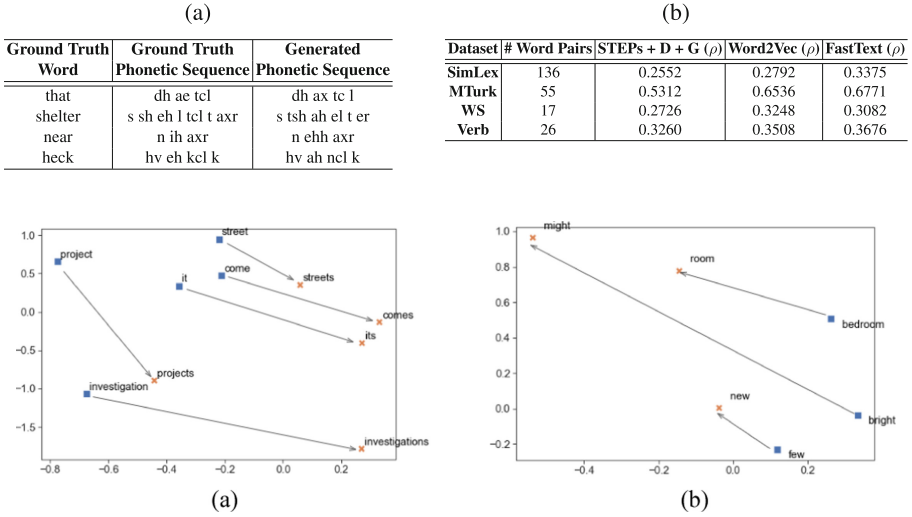 (a)
(b)
Ground Truth Word | Ground Truth Phonetic Sequence | Generated Phonetic Sequence
that | dh ae tcl | dh ax tc l
shelter | s sh eh l tcl t axr | s tsh ah el t er
near | n ih axr | n ehh axr
heck | hv eh kcl k | hv ah ncl k
Dataset | # Word Pairs | STEPs + D + G (ρ) | Word2Vec (ρ) | FastText (ρ)
SimLex | 136 | 0.2552 | 0.2792 | 0.3375
MTurk | 55 | 0.5312 | 0.6536 | 0.6771
WS | 17 | 0.2726 | 0.3248 | 0.3082
Verb | 26 | 0.3260 | 0.3508 | 0.3676
1.0
0.5
0.0
−0.5
−1.0
−1.5
street
project
it
come
streets
comes
its
projects
investigation
investigations
−0.8 −0.6 −0.4 −0.2 0.0 0.2
(a)
1.0
0.8
0.6
0.4
0.2
0.0
−0.2
might
room
bedroom
new
bright
few
−0.4 −0.2 0.0 0.2
(b)